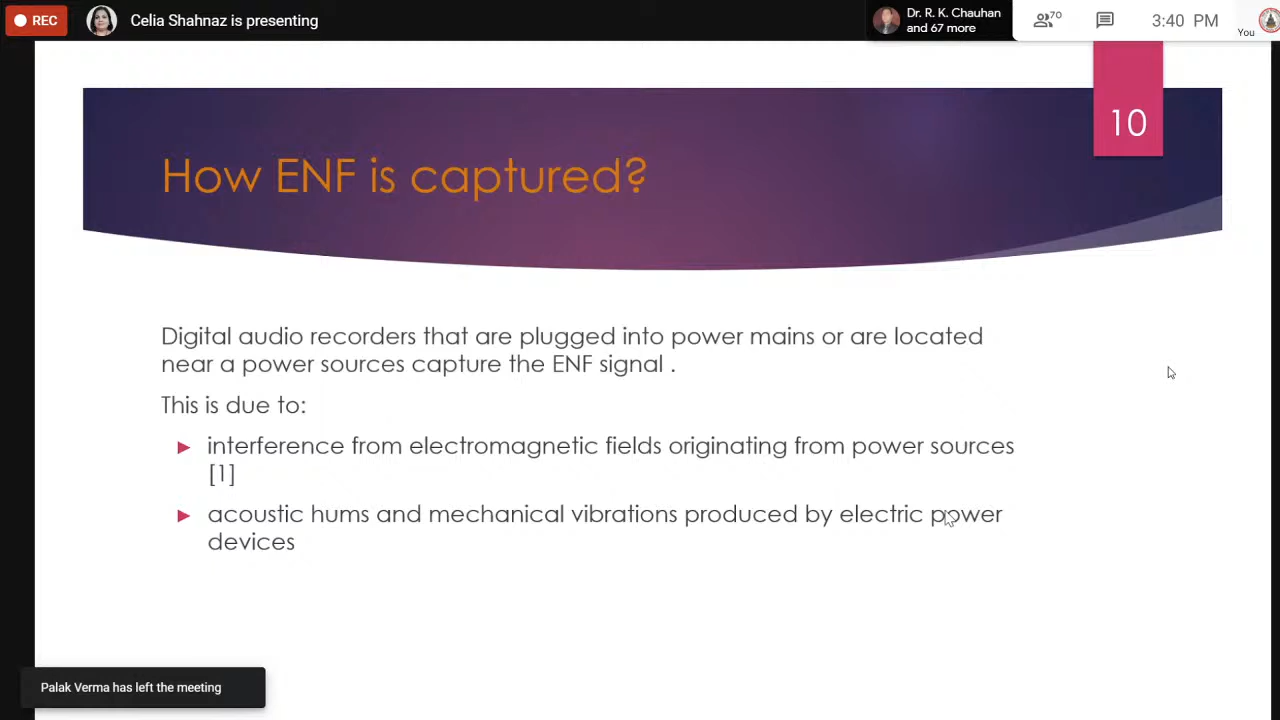 REC
Celia Shahnaz is presenting
Dr. R. K. Chauhan
and 67 more
70
3:40 PM
You
10
How ENF is captured?
Digital audio recorders that are plugged into power mains or are located
near a power sources capture the ENF signal .
This is due to:
interference from electromagnetic fields originating from power sources
[1]
acoustic hums and mechanical vibrations produced by electric power
devices
Palak Verma has left the meeting